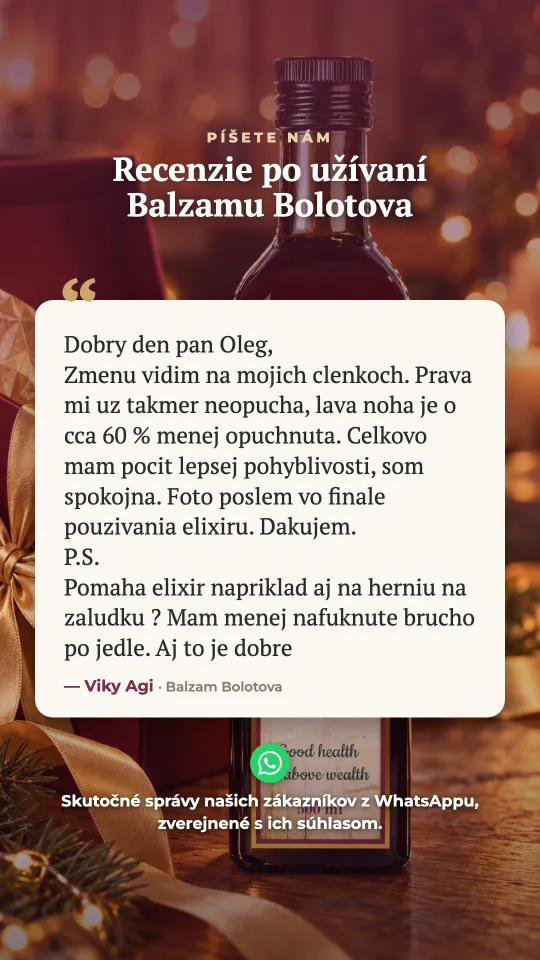 PÍŠETE NÁM
Recenzie po užívaní
Balzamu Bolotova
“
Dobry den pan Oleg,
Zmenu vidim na mojich clenkoch. Prava
mi uz takmer neopucha, lava noha je o
cca 60 % menej opuchnuta. Celkovo
mam pocit lepsej pohyblivosti, som
spokojna. Foto poslem vo finale
pouzivania elixiru. Dakujem.
P.S.
Pomaha elixir napriklad aj na herniu na
zaludku ? Mam menej nafuknute brucho
po jedle. Aj to je dobre
— Viky Agi · Balzam Bolotova
Good health
above wealth
Skutočné správy našich zákazníkov z WhatsAppu,
500 ml
zverejnené s ich súhlasom.